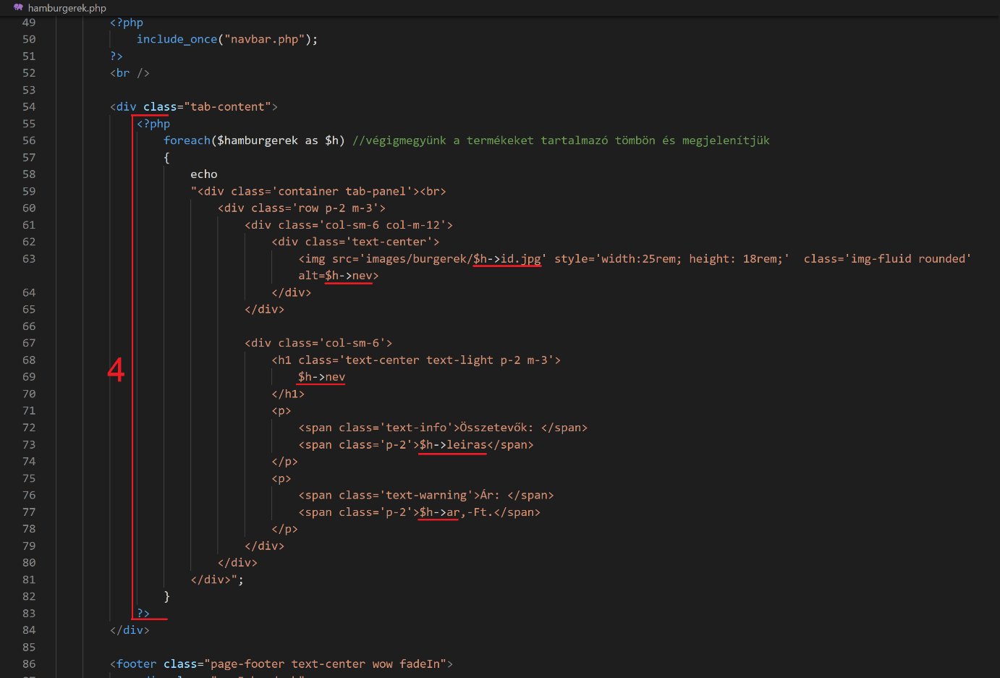 hamburgerek.php
49 <?php
50 include_once("navbar.php");
51 ?>
52 <br />
53
54 <div class="tab-content">
55 <?php
56 foreach($hamburgerek as $h) //végigmegyünk a termékeket tartalmazó tömbön és megjelenítjük
57 {
58 echo
59 "<div class='container tab-panel'><br>
60 <div class='row p-2 m-3'>
61 <div class='col-sm-6 col-m-12'>
62 <div class='text-center'>
63 <img src='images/burgerek/$h->id.jpg' style='width:25rem; height: 18rem;'  class='img-fluid rounded'
alt=$h->nev>
64 </div>
65 </div>
66
67 <div class='col-sm-6'>
68 <h1 class='text-center text-light p-2 m-3'>
4
69 $h->nev
70 </h1>
71 <p>
72 <span class='text-info'>Összetevők: </span>
73 <span class='p-2'>$h->leiras</span>
74 </p>
75 <p>
76 <span class='text-warning'>Ár: </span>
77 <span class='p-2'>$h->ar,-Ft.</span>
78 </p>
79 </div>
80 </div>
81 </div>";
82 }
83 ?>
84 </div>
85
86 <footer class="page-footer text-center wow fadeIn">